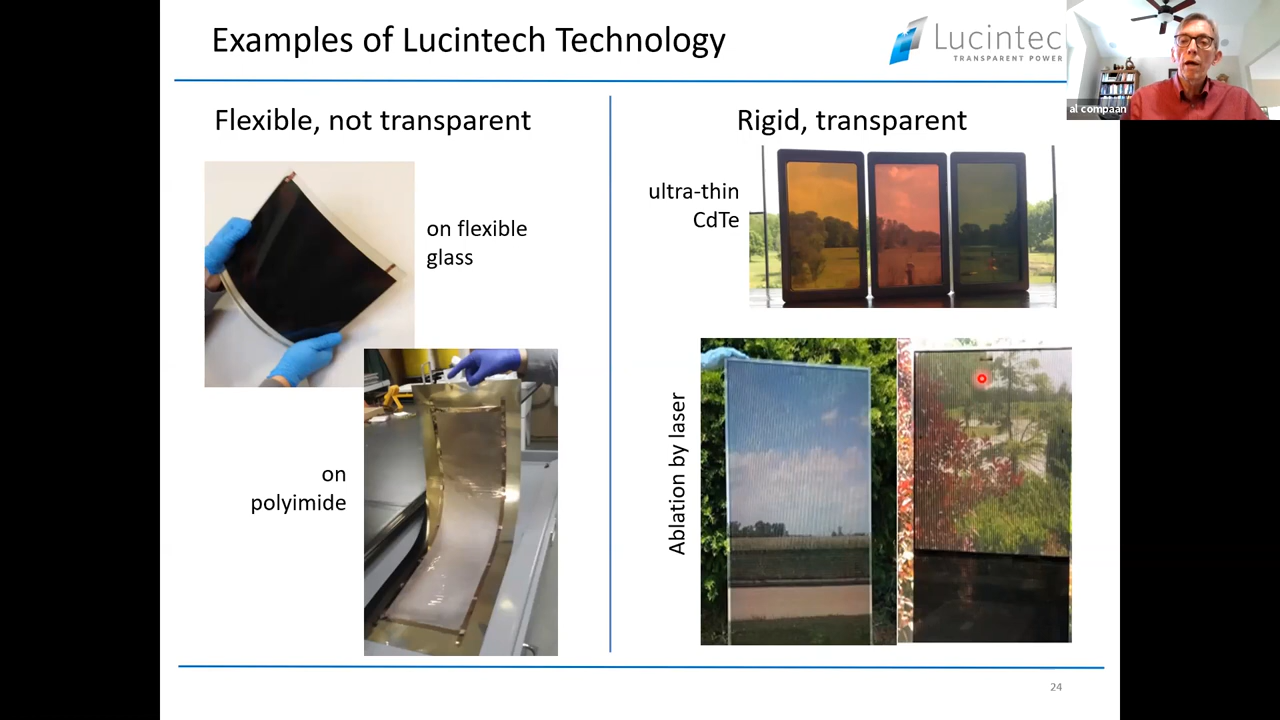 Examples of Lucintech Technology
Lucintec
TRANSPARENT POWER
al compaan
Flexible, not transparent
Rigid, transparent
on flexible
glass
ultra-thin
CdTe
on
polyimide
Ablation by laser
24